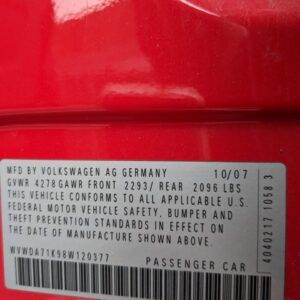 MFD BY VOLKSWAGEN AG GERMANY 10/07
GVWR 4278 GAWR FRONT 2293/ REAR 2096 LBS
THIS VEHICLE CONFORMS TO ALL APPLICABLE U.S.
FEDERAL MOTOR VEHICLE SAFETY, BUMPER AND
THEFT PREVENTION STANDARDS IN EFFECT ON THE
DATE OF MANUFACTURE SHOWN ABOVE.
WVWDA71K98W120377 PASSENGER CAR
4040217 1058 3